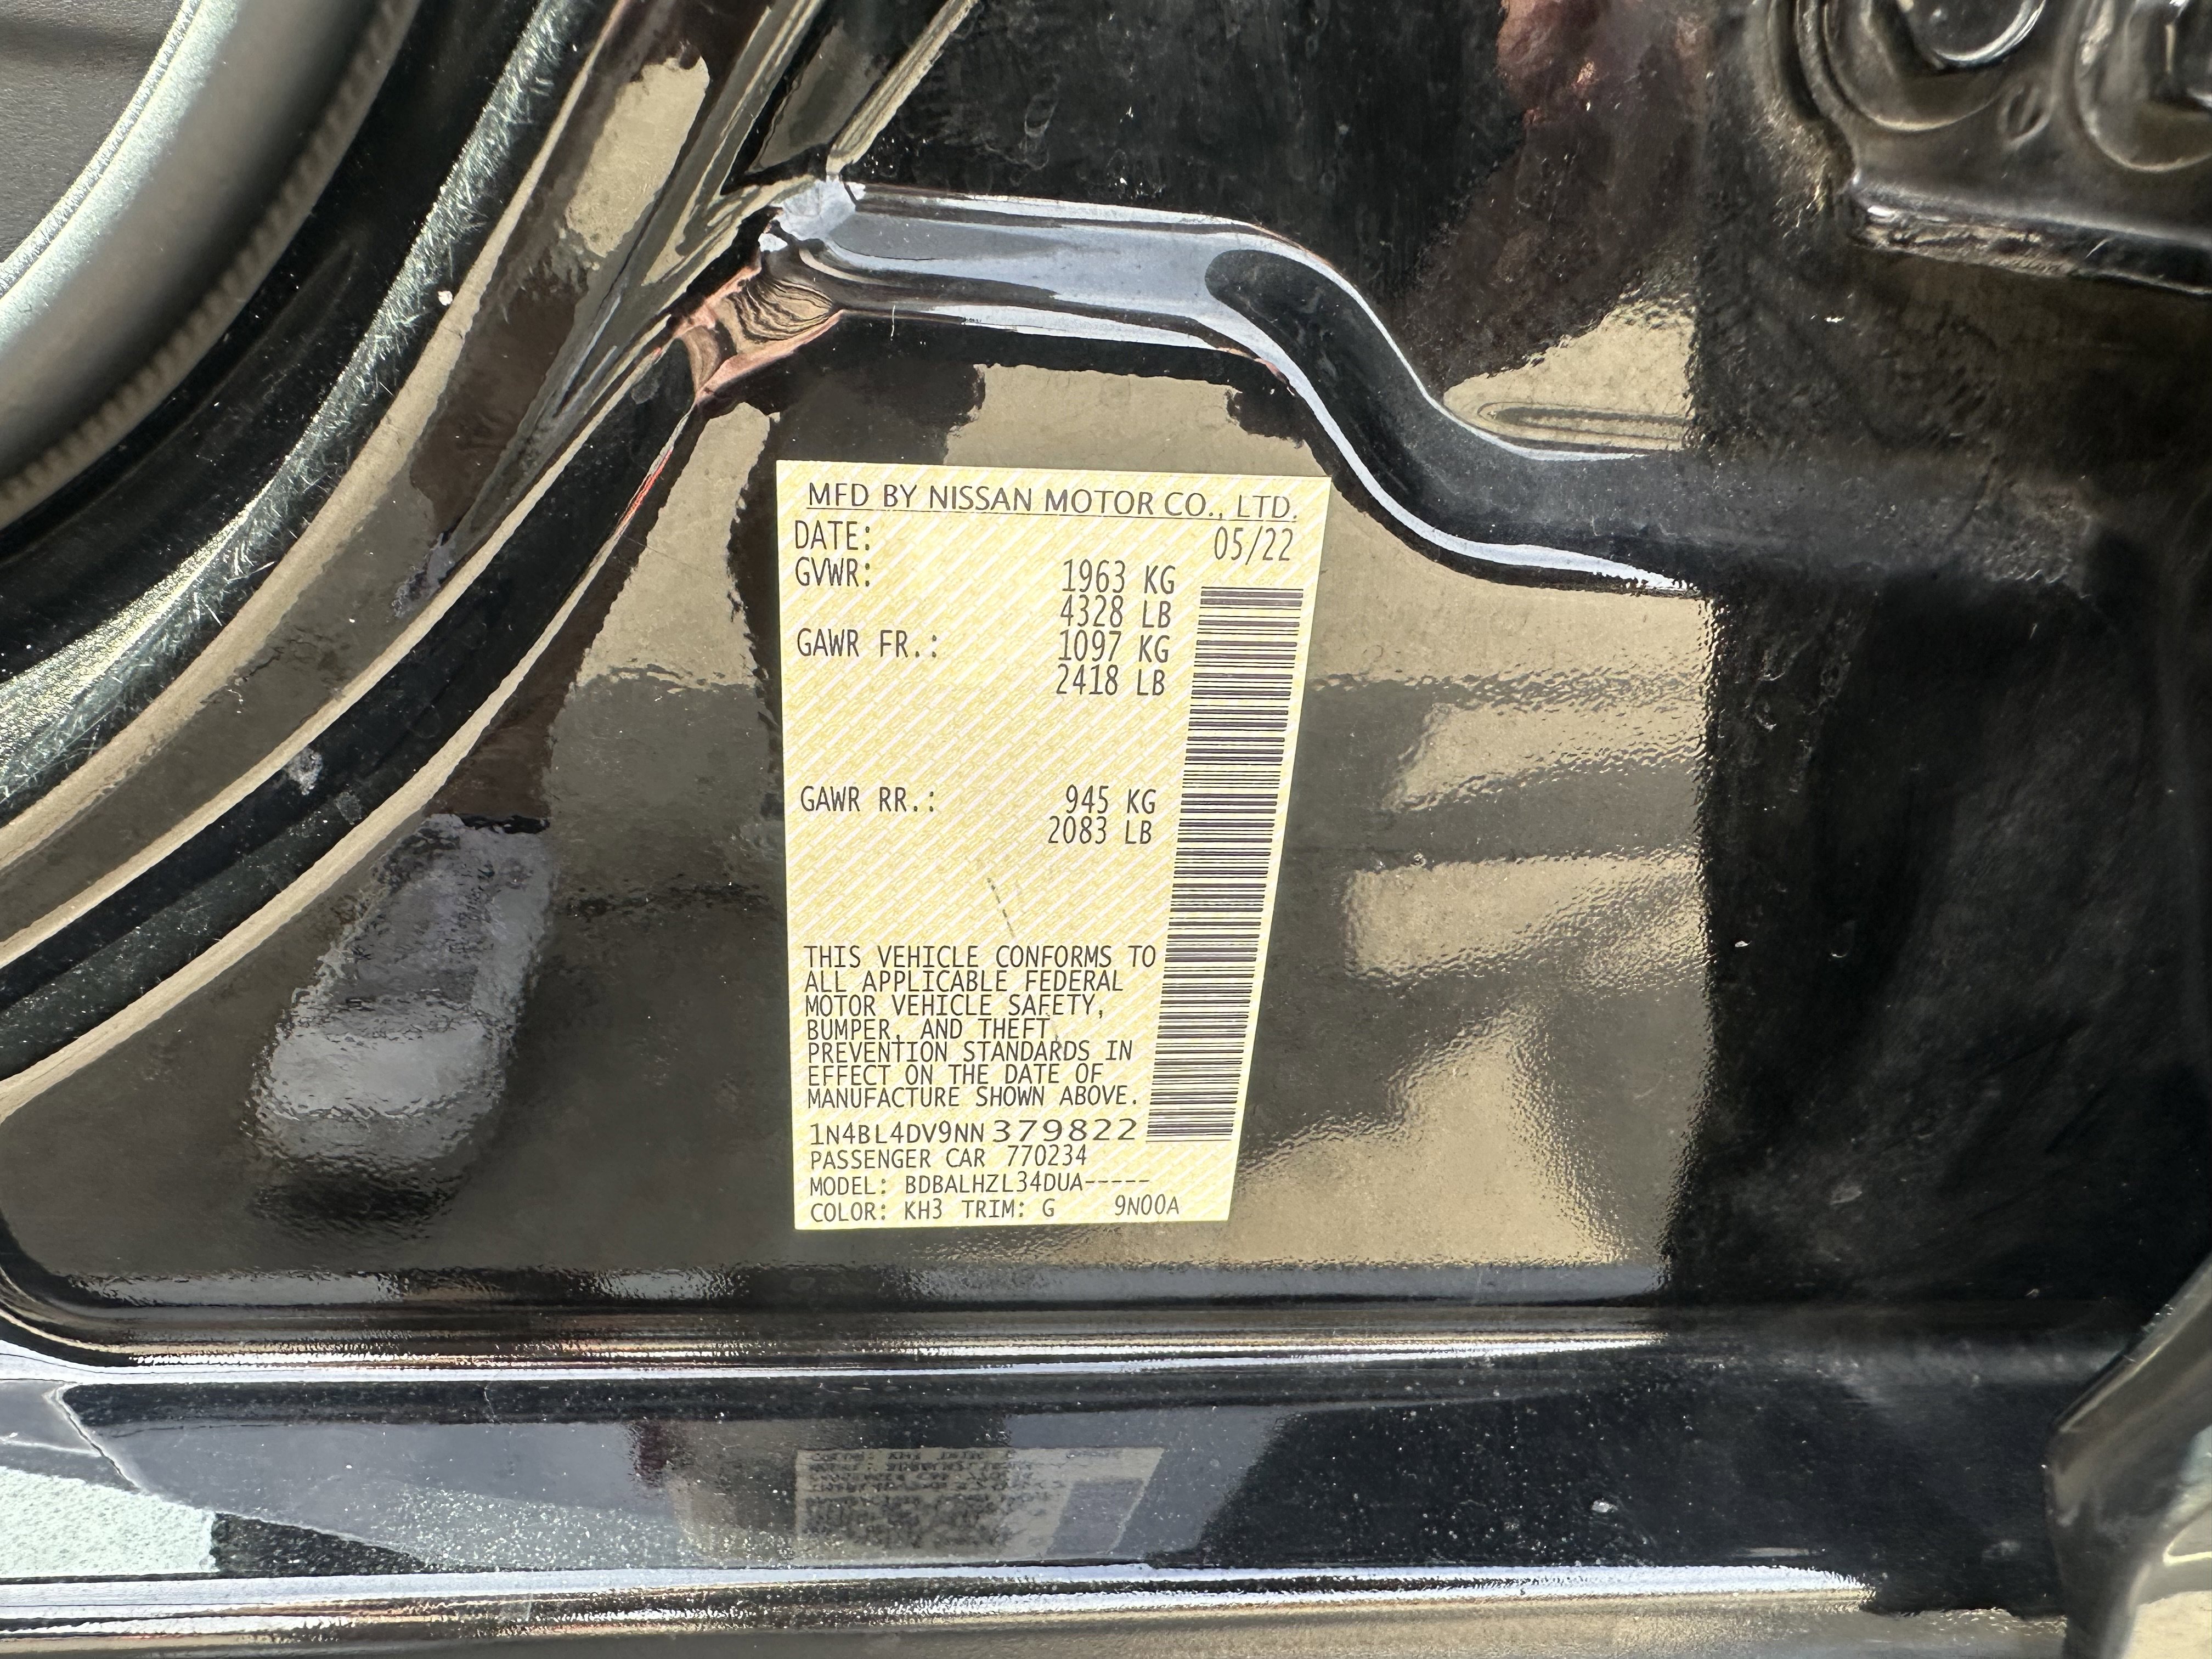 MFD BY NISSAN MOTOR CO., LTD.
DATE: 05/22
GVWR: 1963 KG
4328 LB
GAWR FR.: 1097 KG
2418 LB
GAWR RR.: 945 KG
2083 LB
THIS VEHICLE CONFORMS TO
ALL APPLICABLE FEDERAL
MOTOR VEHICLE SAFETY,
BUMPER, AND THEFT
PREVENTION STANDARDS IN
EFFECT ON THE DATE OF
MANUFACTURE SHOWN ABOVE.
1N4BL4DV9NN379822
PASSENGER CAR 770234
MODEL: BDBALHZL34DUA-----
COLOR: KH3 TRIM: G 9N00A